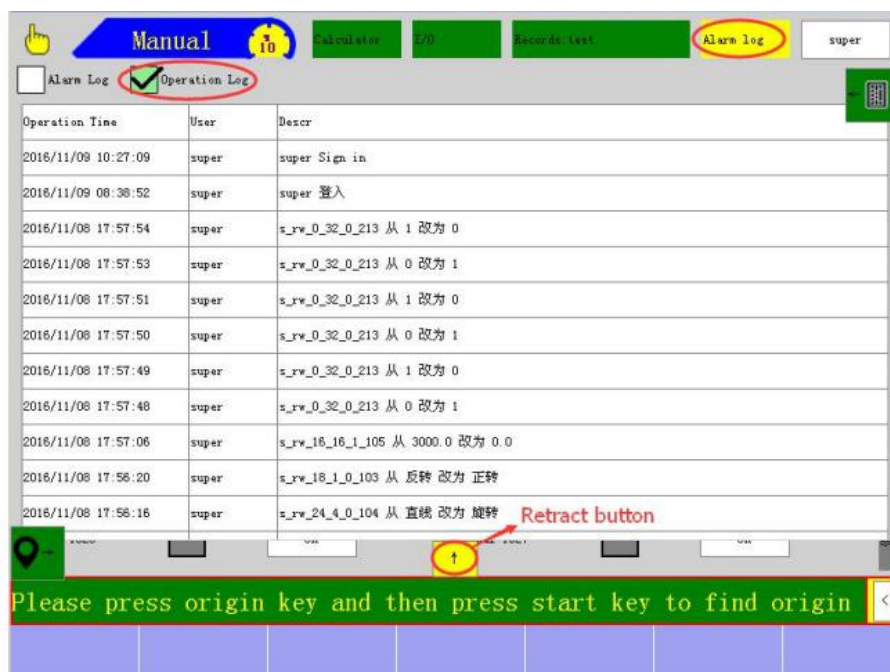 Manual
10
Calculator
I/O
Records:test
Alarm log
super
Alarm Log
Operation Log
Operation Time User Descr
2016/11/09 10:27:09 super super Sign in
2016/11/09 08:38:52 super super 登入
2016/11/08 17:57:54 super s_rw_0_32_0_213 从 1 改为 0
2016/11/08 17:57:53 super s_rw_0_32_0_213 从 0 改为 1
2016/11/08 17:57:51 super s_rw_0_32_0_213 从 1 改为 0
2016/11/08 17:57:50 super s_rw_0_32_0_213 从 0 改为 1
2016/11/08 17:57:49 super s_rw_0_32_0_213 从 1 改为 0
2016/11/08 17:57:48 super s_rw_0_32_0_213 从 0 改为 1
2016/11/08 17:57:06 super s_rw_16_16_1_105 从 3000.0 改为 0.0
2016/11/08 17:56:20 super s_rw_18_1_0_103 从 反转 改为 正转
2016/11/08 17:56:16 super s_rw_24_4_0_104 从 直线 改为 旋转
Retract button
Please press origin key and then press start key to find origin